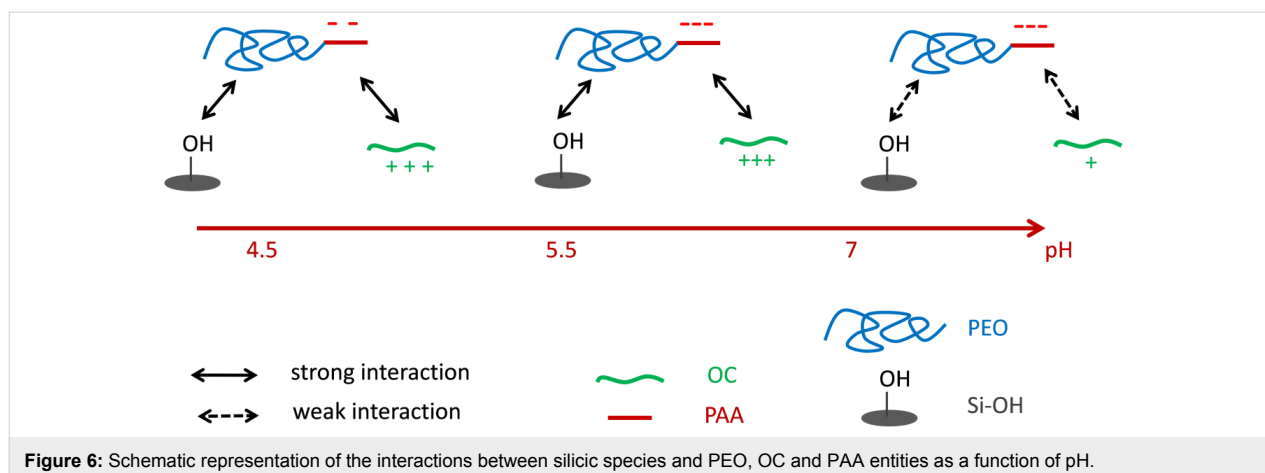 - -
---
---
OH
+ + +
OH
+++
OH
+
4.5
5.5
7
pH
PEO
strong interaction
OC
OH
weak interaction
PAA
Si-OH
Figure 6: Schematic representation of the interactions between silicic species and PEO, OC and PAA entities as a function of pH.